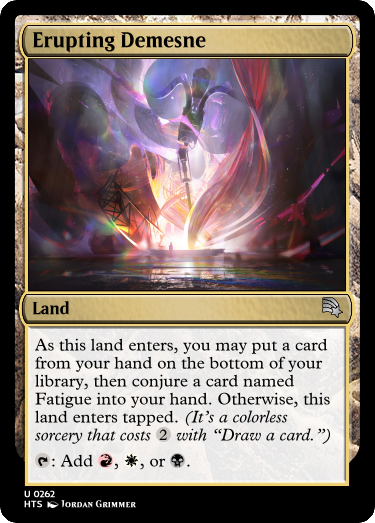 Erupting Demesne
Land
As this land enters, you may put a card
from your hand on the bottom of your
library, then conjure a card named
Fatigue into your hand. Otherwise, this
land enters tapped. (It's a colorless
sorcery that costs 2 with “Draw a card.”)
: Add , , or .
U 0262
HTS Jordan Grimmer